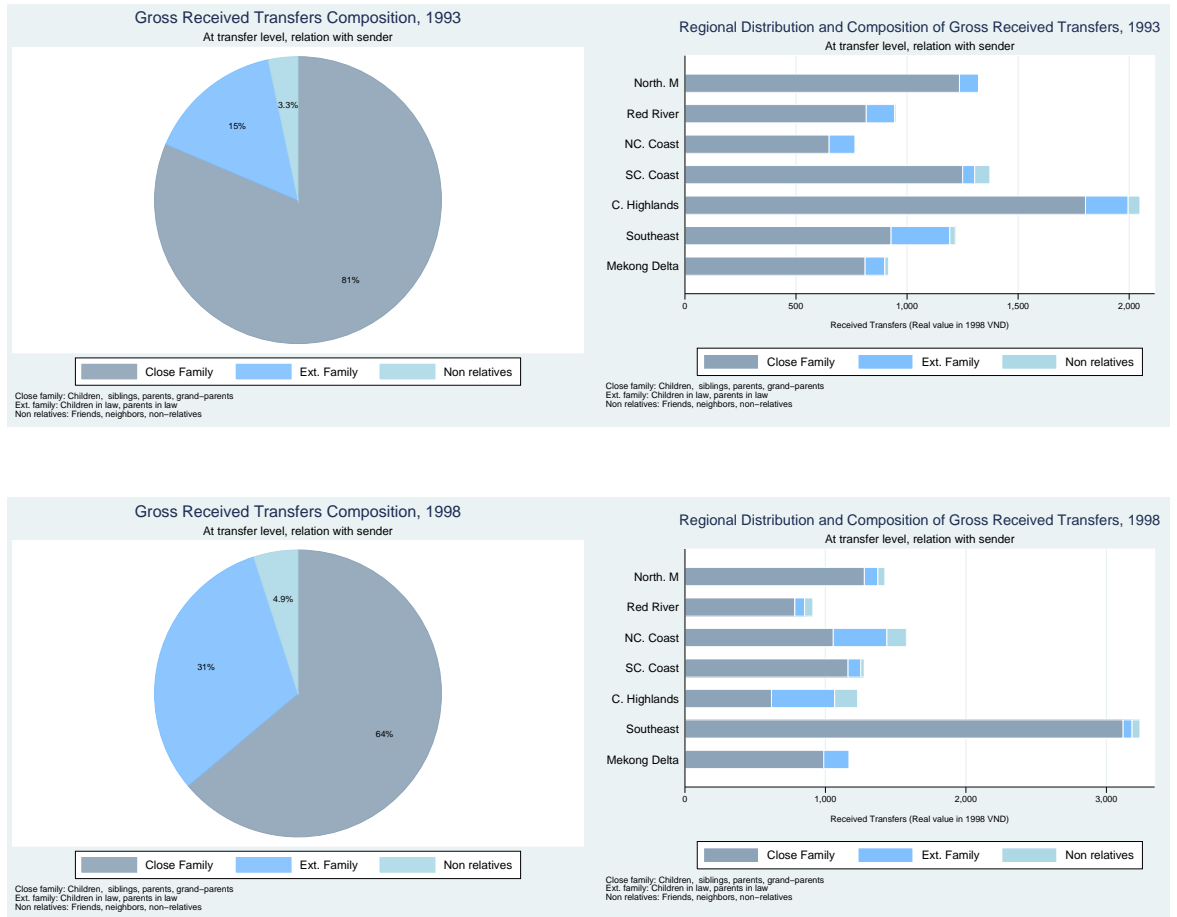 Gross Received Transfers Composition, 1993
At transfer level, relation with sender
3.3%
15%
81%
Close Family Ext. Family Non relatives
Close family: Children,  siblings, parents, grand−parents
Ext. family: Children in law, parents in law
Non relatives: Friends, neighbors, non−relatives
Regional Distribution and Composition of Gross Received Transfers, 1993
At transfer level, relation with sender
North. M
Red River
NC. Coast
SC. Coast
C. Highlands
Southeast
Mekong Delta
0 500 1,000 1,500 2,000
Received Transfers (Real value in 1998 VND)
Close Family Ext. Family Non relatives
Close family: Children,  siblings, parents, grand−parents
Ext. family: Children in law, parents in law
Non relatives: Friends, neighbors, non−relatives
Gross Received Transfers Composition, 1998
At transfer level, relation with sender
4.9%
31%
64%
Close Family Ext. Family Non relatives
Close family: Children,  siblings, parents, grand−parents
Ext. family: Children in law, parents in law
Non relatives: Friends, neighbors, non−relatives
Regional Distribution and Composition of Gross Received Transfers, 1998
At transfer level, relation with sender
North. M
Red River
NC. Coast
SC. Coast
C. Highlands
Southeast
Mekong Delta
0 1,000 2,000 3,000
Received Transfers (Real value in 1998 VND)
Close Family Ext. Family Non relatives
Close family: Children,  siblings, parents, grand−parents
Ext. family: Children in law, parents in law
Non relatives: Friends, neighbors, non−relatives